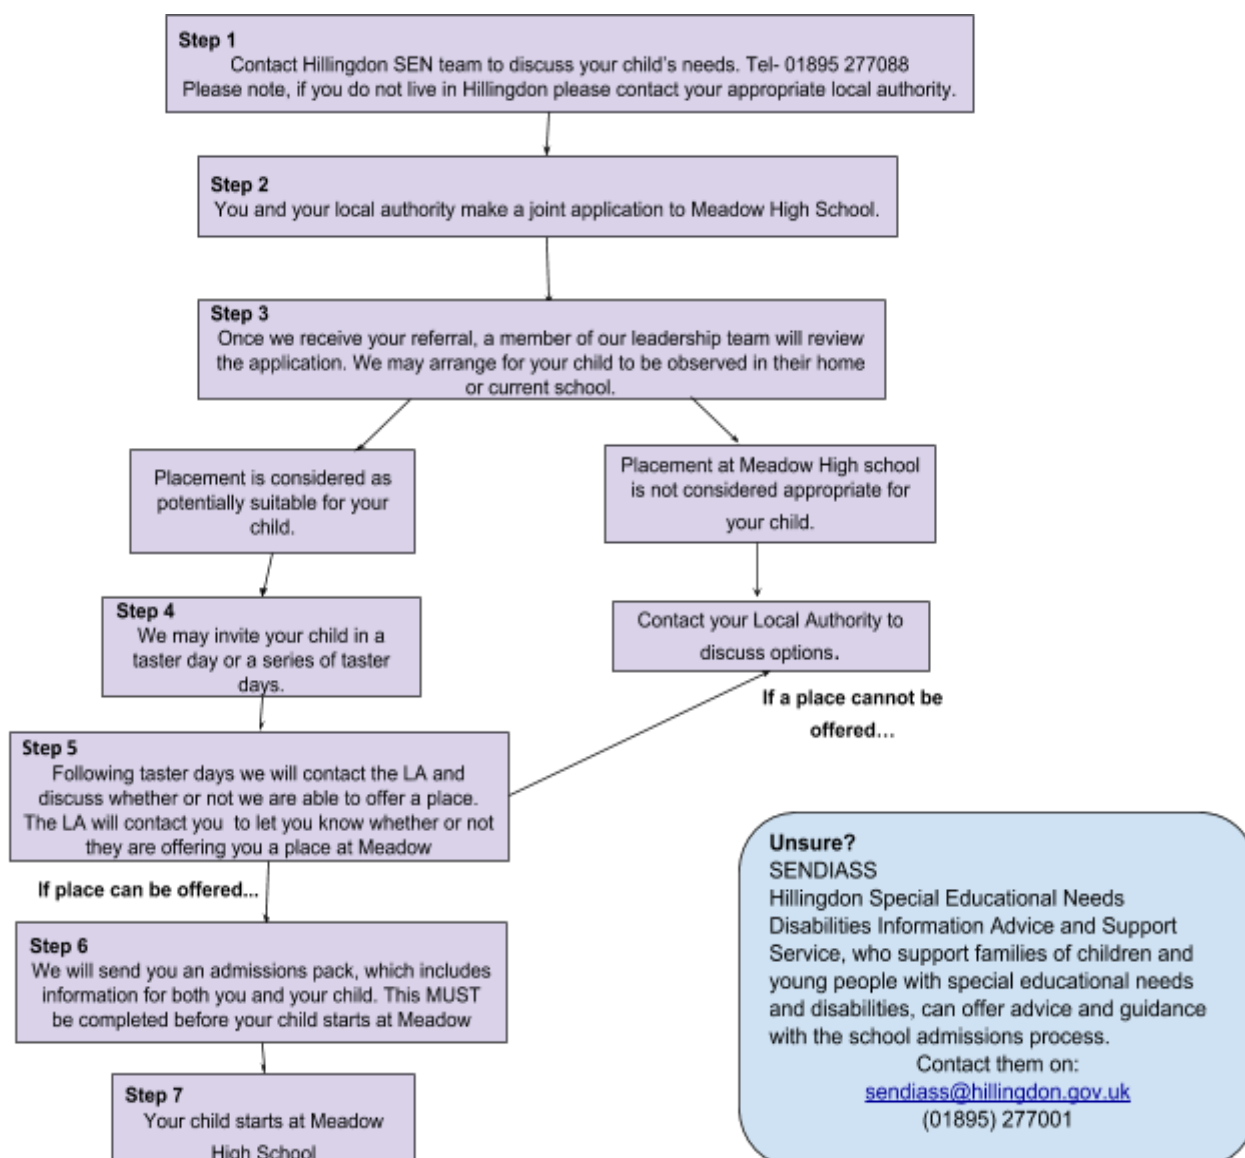 Step 1
Contact Hillingdon SEN team to discuss your child's needs. Tel- 01895 277088
Please note, if you do not live in Hillingdon please contact your appropriate local authority.
Step 2
You and your local authority make a joint application to Meadow High School.
Step 3
Once we receive your referral, a member of our leadership team will review
the application. We may arrange for your child to be observed in their home
or current school.
Placement is considered as
potentially suitable for your
child.
Placement at Meadow High school
is not considered appropriate for
your child.
Step 4
We may invite your child in a
taster day or a series of taster
days.
Contact your Local Authority to
discuss options.
If a place cannot be
offered…
Step 5
Following taster days we will contact the LA and
discuss whether or not we are able to offer a place.
The LA will contact you  to let you know whether or not
they are offering you a place at Meadow
If place can be offered...
Step 6
We will send you an admissions pack, which includes
information for both you and your child. This MUST
be completed before your child starts at Meadow
Step 7
Your child starts at Meadow
High School
Unsure?
SENDIASS
Hillingdon Special Educational Needs
Disabilities Information Advice and Support
Service, who support families of children and
young people with special educational needs
and disabilities, can offer advice and guidance
with the school admissions process.
Contact them on:
sendiass@hillingdon.gov.uk
(01895) 277001